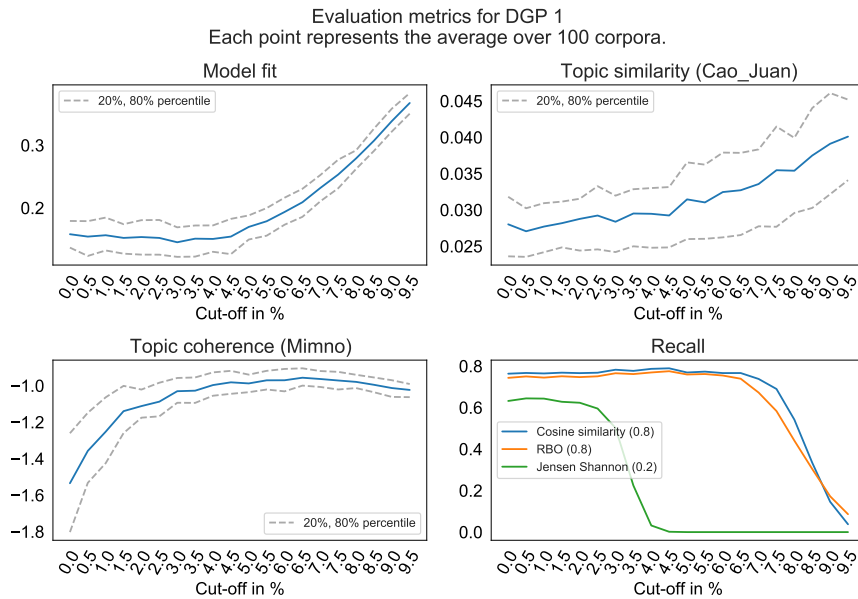 Evaluation metrics for DGP 1
Each point represents the average over 100 corpora.
Model fit
20%, 80% percentile
0.3
0.2
0.0 0.5 1.0 1.5 2.0 2.5 3.0 3.5 4.0 4.5 5.0 5.5 6.0 6.5 7.0 7.5 8.0 8.5 9.0 9.5
Cut-off in %
Topic similarity (Cao_Juan)
20%, 80% percentile
0.045
0.040
0.035
0.030
0.025
0.0 0.5 1.0 1.5 2.0 2.5 3.0 3.5 4.0 4.5 5.0 5.5 6.0 6.5 7.0 7.5 8.0 8.5 9.0 9.5
Cut-off in %
Topic coherence (Mimno)
−1.0
−1.2
−1.4
−1.6
−1.8
20%, 80% percentile
0.0 0.5 1.0 1.5 2.0 2.5 3.0 3.5 4.0 4.5 5.0 5.5 6.0 6.5 7.0 7.5 8.0 8.5 9.0 9.5
Cut-off in %
Recall
0.8
0.6
0.4
0.2
0.0
Cosine similarity (0.8)
RBO (0.8)
Jensen Shannon (0.2)
0.0 0.5 1.0 1.5 2.0 2.5 3.0 3.5 4.0 4.5 5.0 5.5 6.0 6.5 7.0 7.5 8.0 8.5 9.0 9.5
Cut-off in %